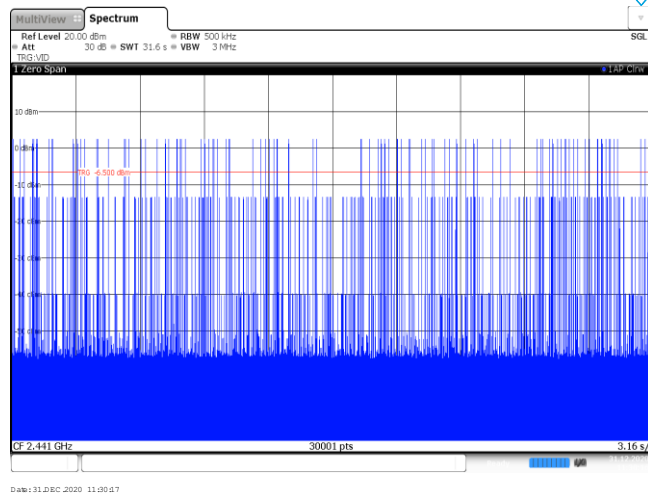 MultiView Spectrum
Ref Level 20.00 dBm RBW 500 kHz SGL
Att 30 dB SWT 31.6 s VBW 3 MHz
TRG:VID
1 Zero Span 1AP Clrw
10 dBm
0 dBm
TRG -6.500 dBm
-10 dBm
CF 2.441 GHz 30001 pts 3.16 s/
Date: 31.DEC.2020 11:30:17